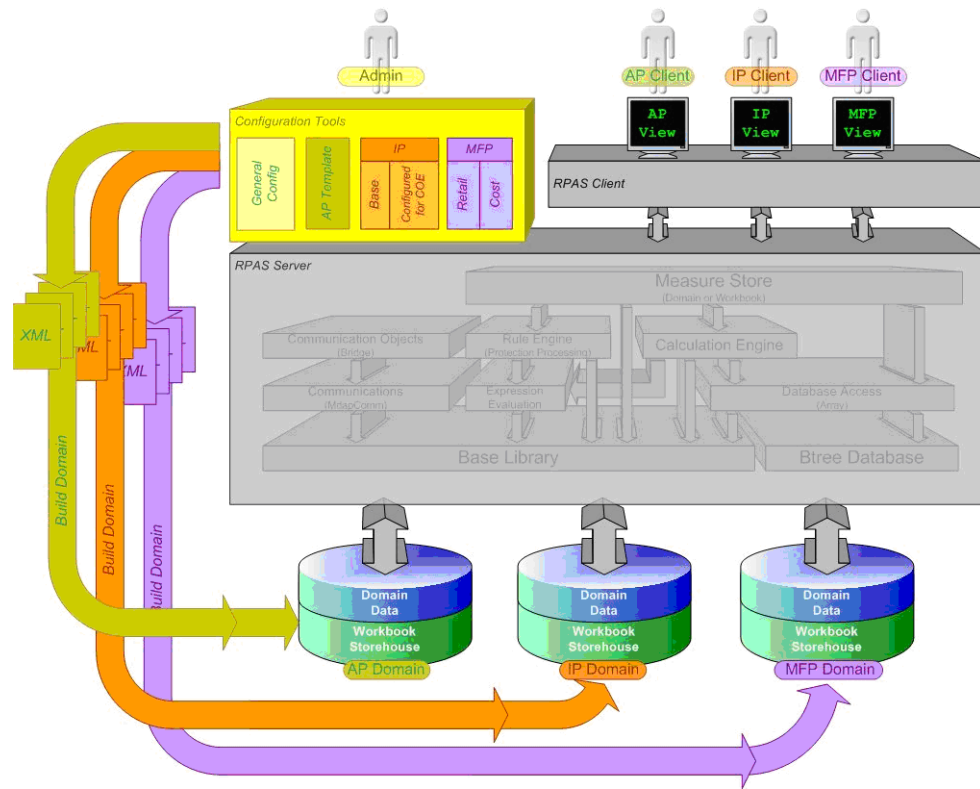 Admin
AP Client
IP Client
MFP Client
AP
View
IP
View
MFP
View
Configuration Tools
General
Config
AP Template
IP
Base
Configured
for COE
MFP
Retail
Cost
RPAS Client
RPAS Server
Measure Store
(Domain or Workbook)
Communication Objects
(Bridge)
Rule Engine
(Protection Processing)
Calculation Engine
Communications
(MdapComm)
Expression
Evaluation
Database Access
(Array)
Base Library
Btree Database
XML
ML
XML
Build Domain
Build Domain
Build Domain
Domain
Data
Workbook
Storehouse
AP Domain
Domain
Data
Workbook
Storehouse
IP Domain
Domain
Data
Workbook
Storehouse
MFP Domain